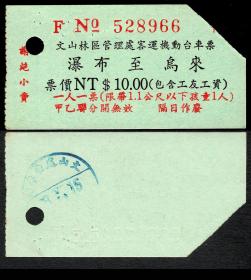 F № 528966
文山林區管理處客運機動台車票
瀑布至烏來
票價NT$10.00(包含工友工資)
一人一票(限帶1.1公尺以下孩童1人)
甲乙聯分開無效 隔日作廢
小費